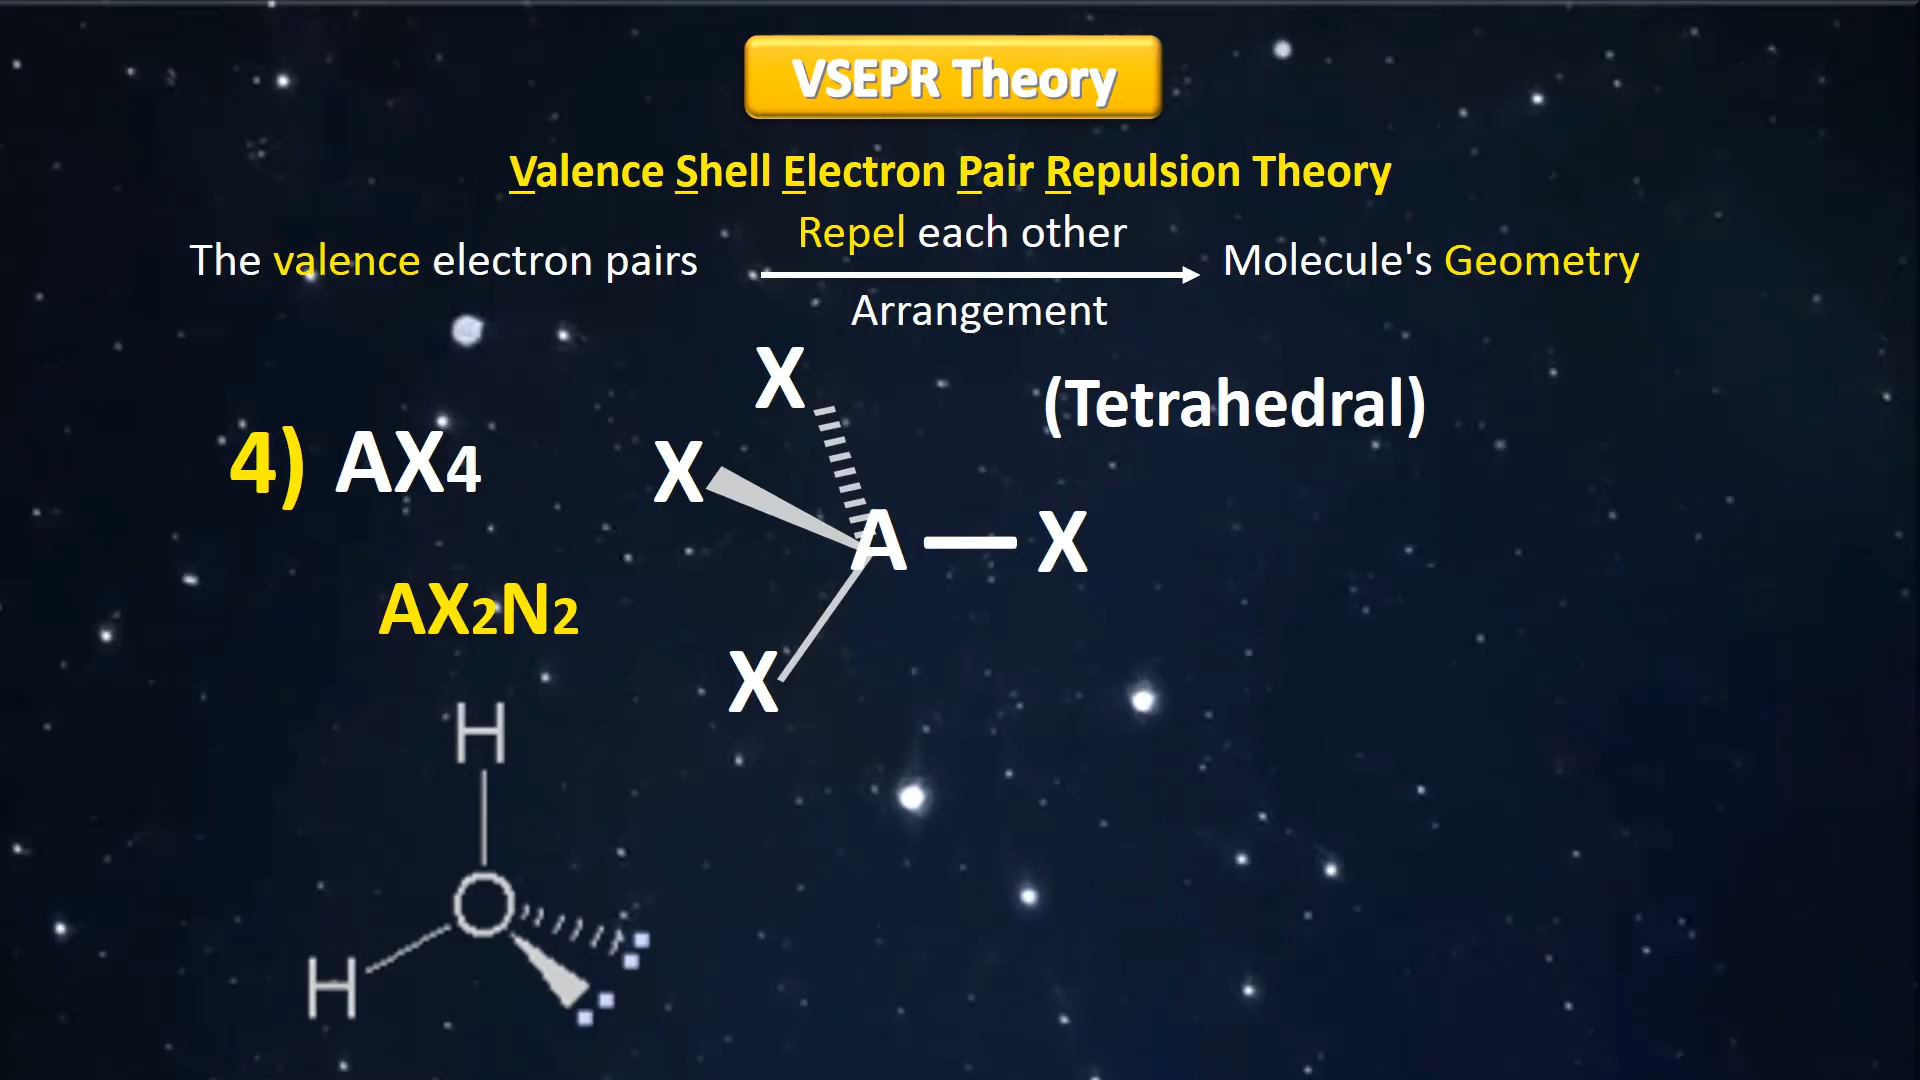 VSEPR Theory
Valence Shell Electron Pair Repulsion Theory
The valence electron pairs
Repel each other
Arrangement
Molecule's Geometry
4) AX4
(Tetrahedral)
X
X
A — X
X
AX2N2
H
O
H